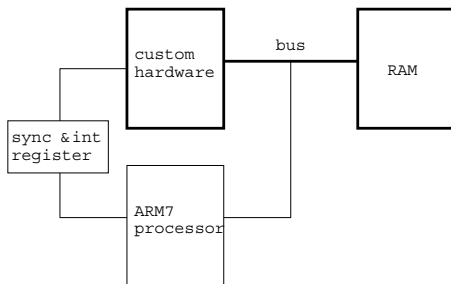 custom
hardware
bus
RAM
sync & int
register
ARM7
processor